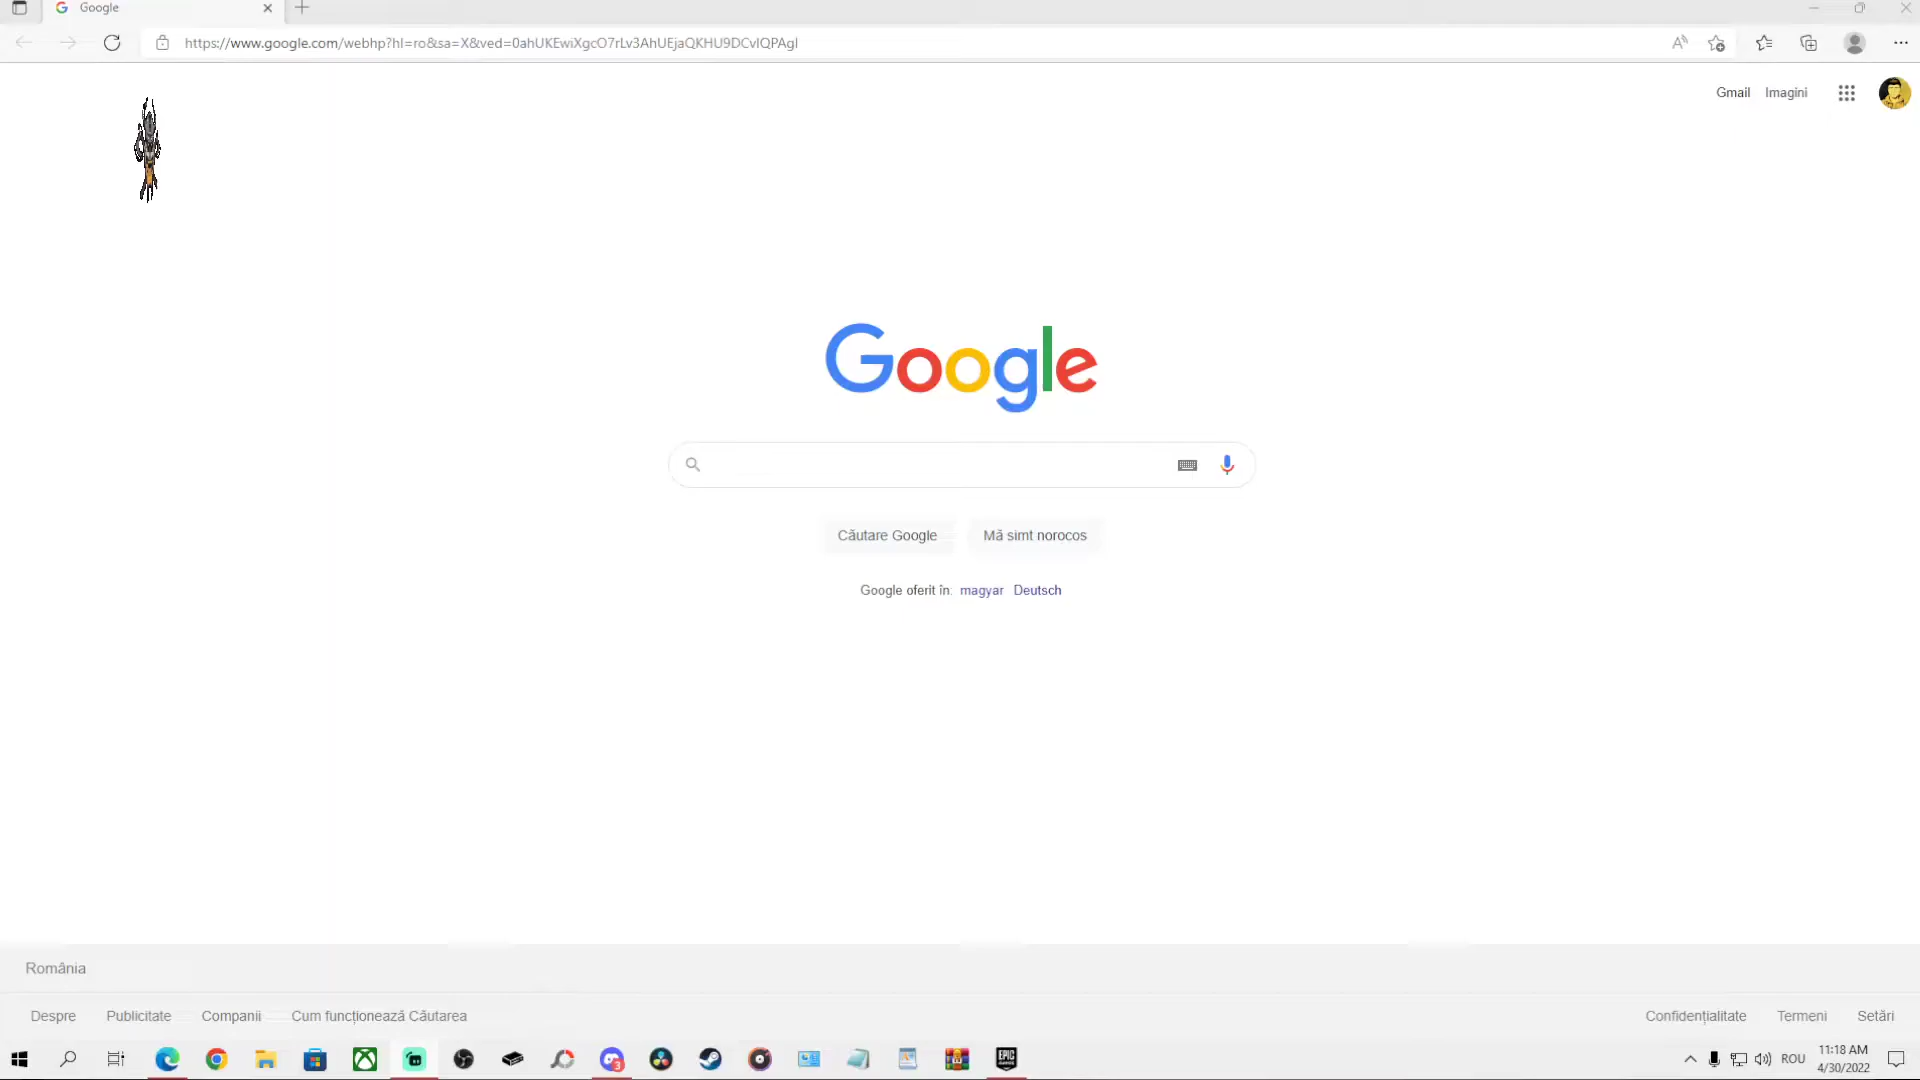 Google
https://www.google.com/webhp?hl=ro&sa=X&ved=0ahUKEwiXgcO7rLv3AhUEjaQKHU9DCvIQPAgI
Gmail Imagini
Google
Căutare Google Mă simt norocos
Google oferit în: magyar Deutsch
România
Despre Publicitate Companii Cum funcționează Căutarea Confidențialitate Termeni Setări
3
EPIC
ROU
11:18 AM
4/30/2022